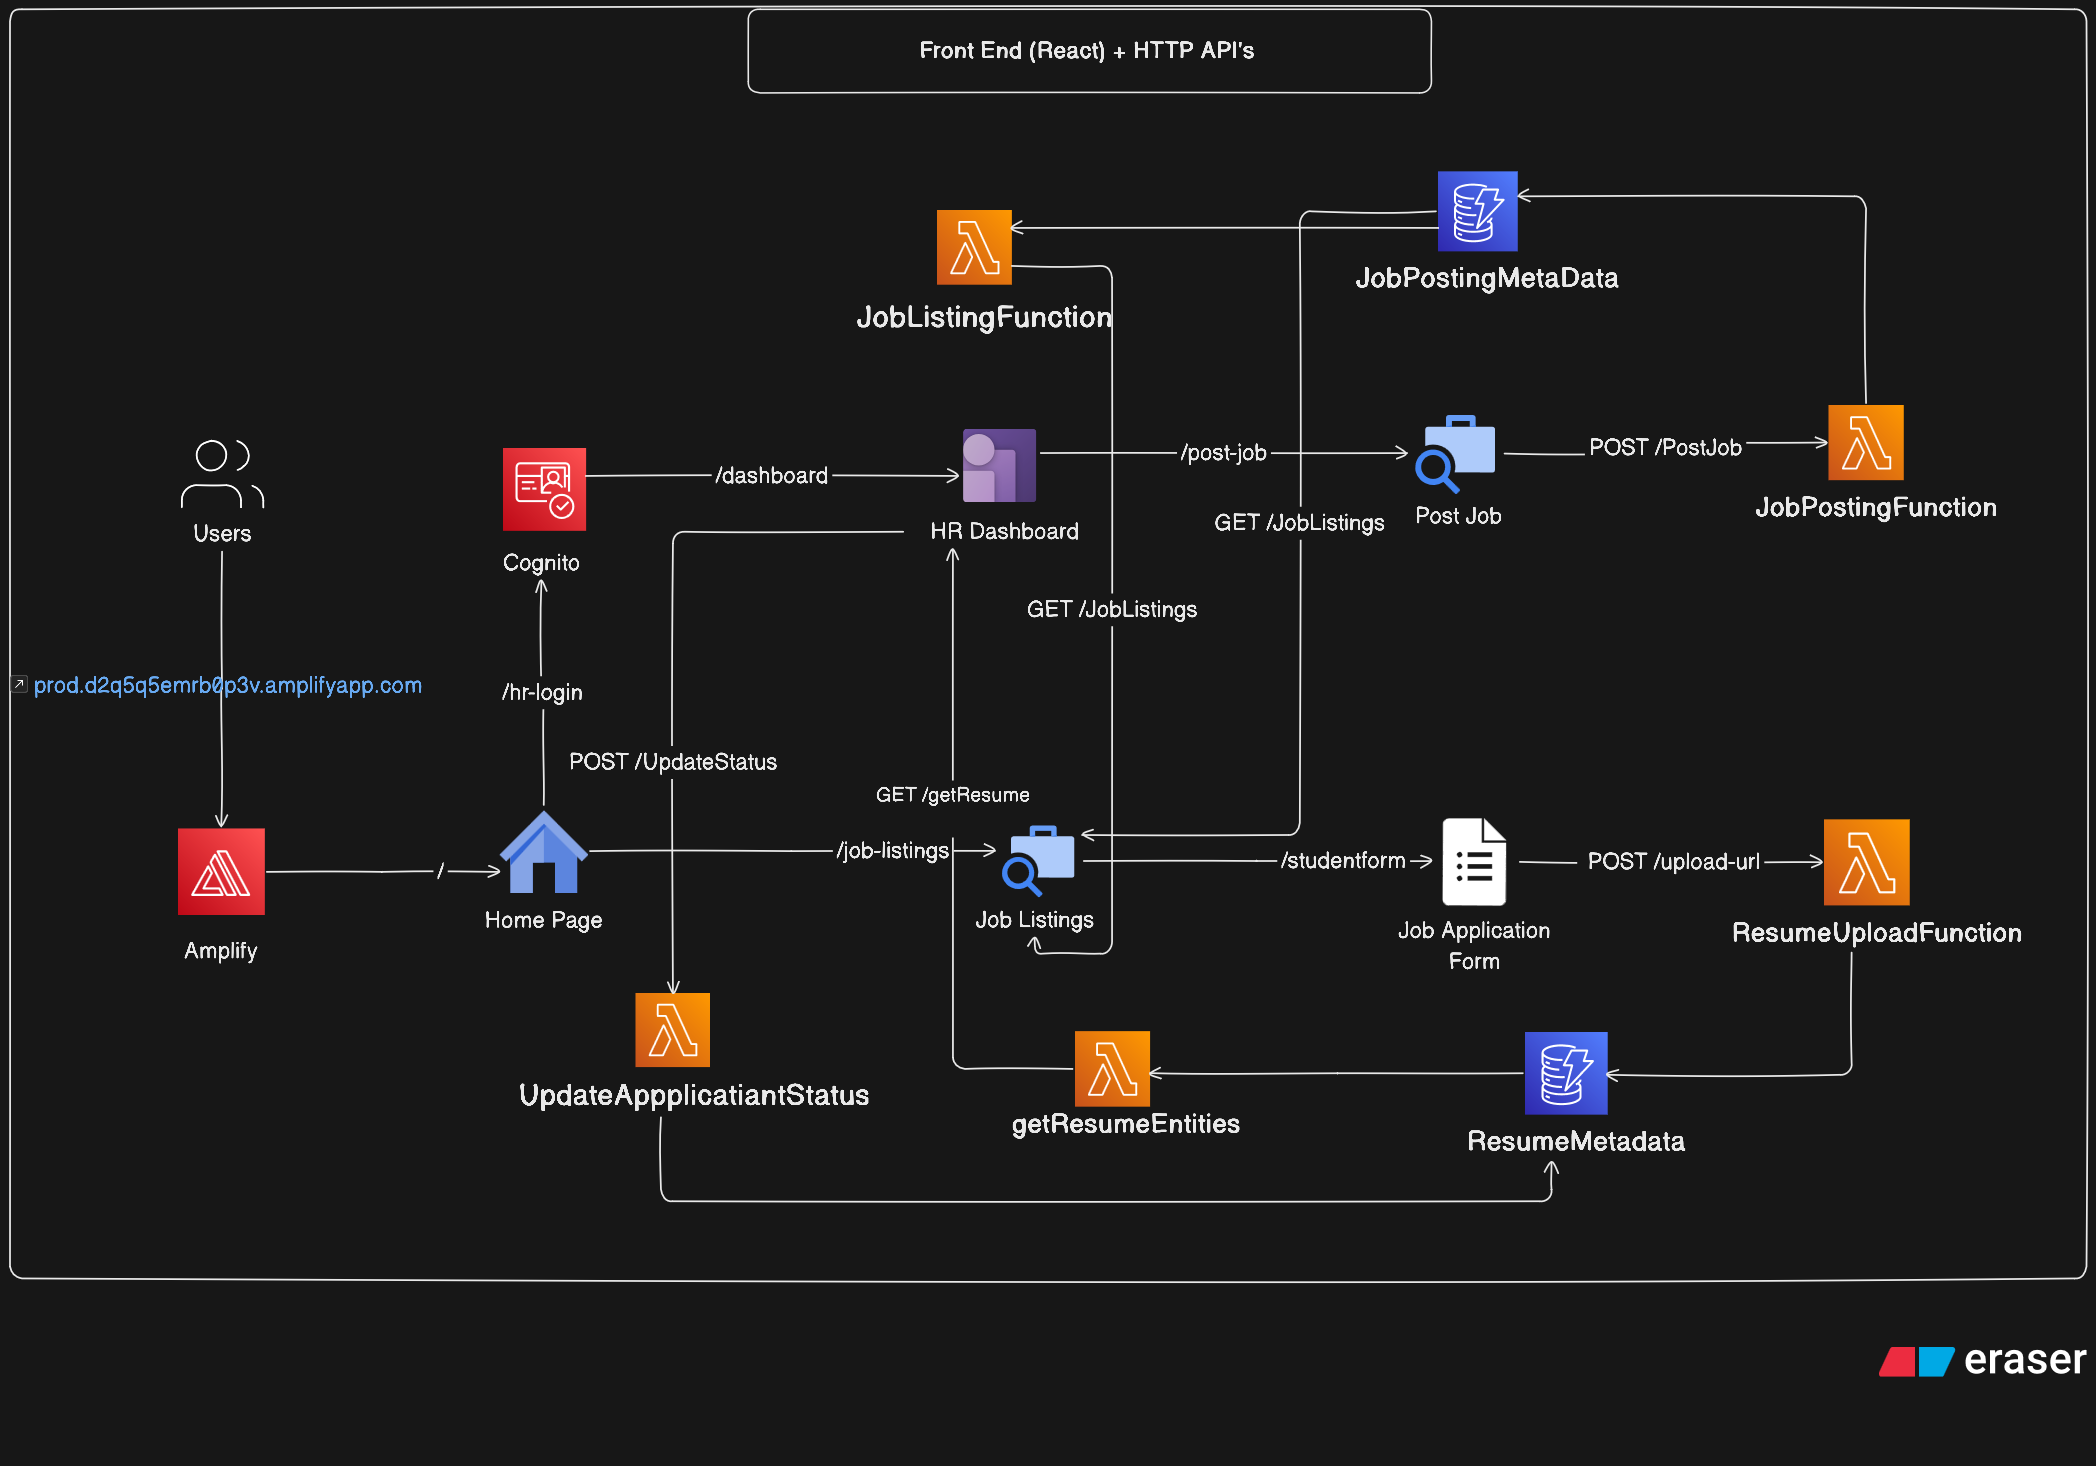 Front End (React) + HTTP API's
JobPostingMetaData
JobListingFunction
Users
Cognito
/dashboard
HR Dashboard
/post-job
Post Job
POST /PostJob
JobPostingFunction
GET /JobListings
GET /JobListings
prod.d2q5q5emrb0p3v.amplifyapp.com
/hr-login
POST /UpdateStatus
GET /getResume
Amplify
/
Home Page
/job-listings
Job Listings
/studentform
Job Application
Form
POST /upload-url
ResumeUploadFunction
UpdateAppplicatiantStatus
getResumeEntities
ResumeMetadata
eraser